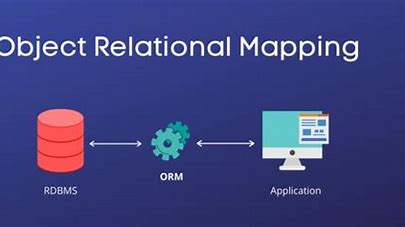 Object Relational Mapping
RDBMS
ORM
Application